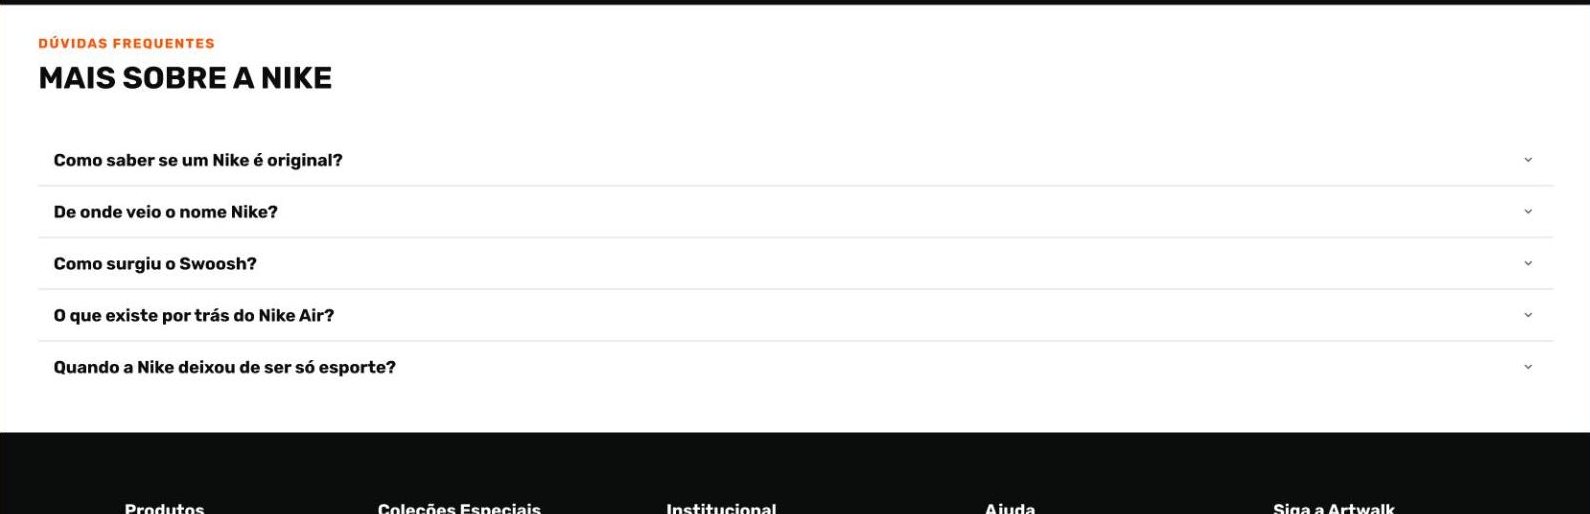 DÚVIDAS FREQUENTES
MAIS SOBRE A NIKE
Como saber se um Nike é original?
De onde veio o nome Nike?
Como surgiu o Swoosh?
O que existe por trás do Nike Air?
Quando a Nike deixou de ser só esporte?
Produtos Coleções Especiais Institucional Ajuda Siga a Artwalk